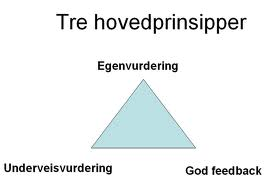 Tre hovedprinsipper
Egenvurdering
Underveisvurdering
God feedback